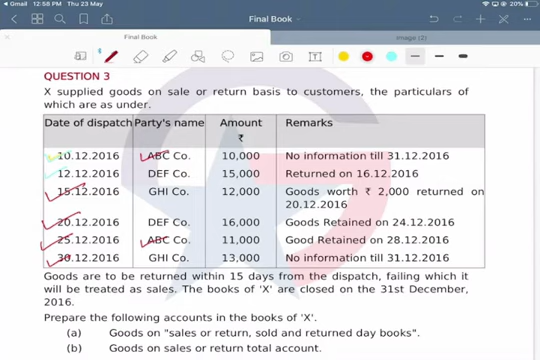 Gmail 12:58 PM Thu 23 May
20%
Final Book
Final Book
image (2)
QUESTION 3
X supplied goods on sale or return basis to customers, the particulars of
which are as under.
Date of dispatch Party's name Amount Remarks
₹
10.12.2016 ABC Co. 10,000 No information till 31.12.2016
12.12.2016 DEF Co. 15,000 Returned on 16.12.2016
15.12.2016 GHI Co. 12,000 Goods worth ₹ 2,000 returned on
20.12.2016
20.12.2016 DEF Co. 16,000 Goods Retained on 24.12.2016
25.12.2016 ABC Co. 11,000 Good Retained on 28.12.2016
30.12.2016 GHI Co. 13,000 No information till 31.12.2016
Goods are to be returned within 15 days from the dispatch, failing which it
will be treated as sales. The books of 'X' are closed on the 31st December,
2016.
Prepare the following accounts in the books of 'X'.
(a) Goods on "sales or return, sold and returned day books".
(b) Goods on sales or return total account.